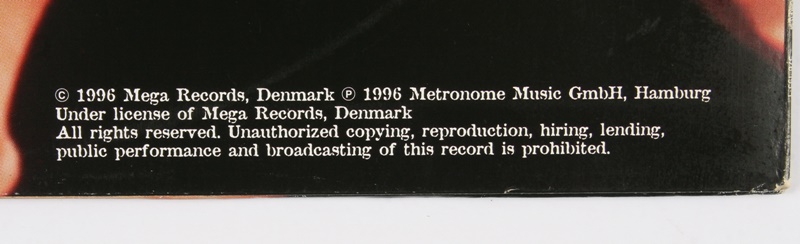 © 1996 Mega Records, Denmark ℗ 1996 Metronome Music GmbH, Hamburg
Under license of Mega Records, Denmark
All rights reserved. Unauthorized copying, reproduction, hiring, lending,
public performance and broadcasting of this record is prohibited.